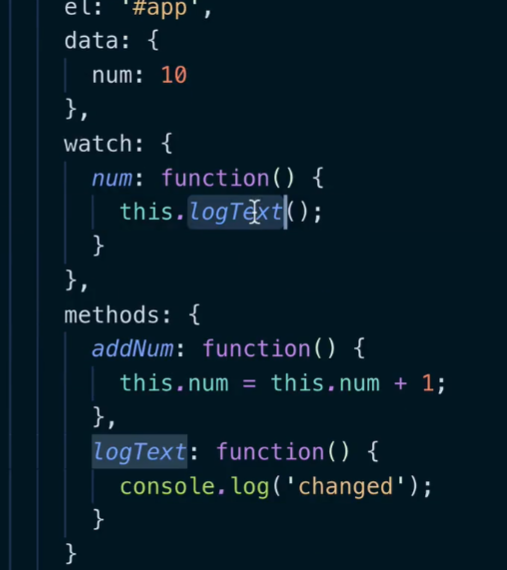 el: '#app',
data: {
num: 10
},
watch: {
num: function() {
this.logText();
}
},
methods: {
addNum: function() {
this.num = this.num + 1;
},
logText: function() {
console.log('changed');
}
}